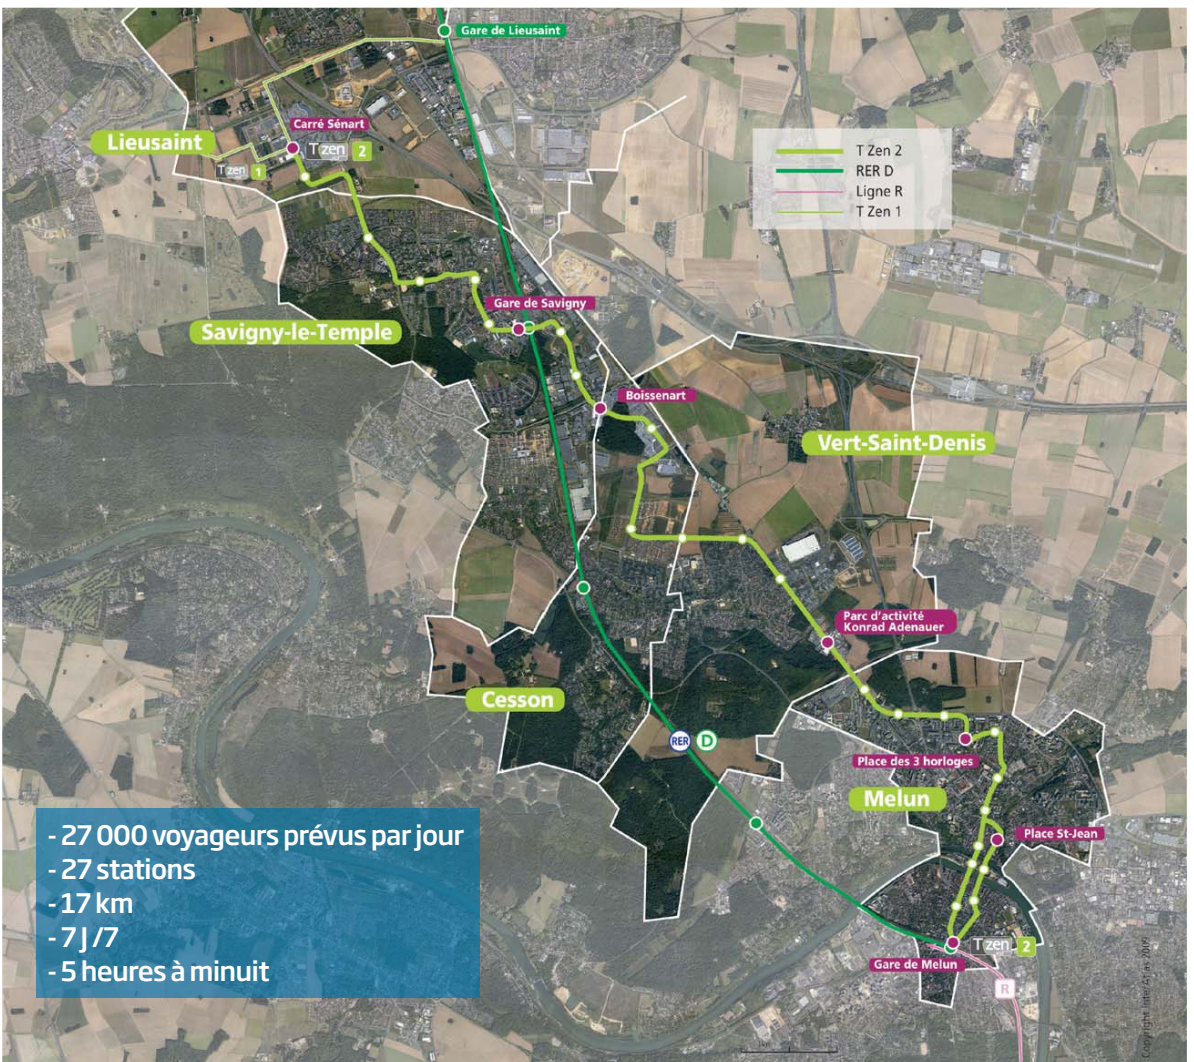 Gare de Lieusaint
Carré Sénart
Lieusaint
T zen 2
T zen 1
T Zen 2
RER D
Ligne R
T Zen 1
Gare de Savigny
Savigny-le-Temple
Boissenart
Vert-Saint-Denis
Parc d'activité
Konrad Adenauer
Cesson
RER D
Place des 3 horloges
Melun
Place St-Jean
- 27 000 voyageurs prévus par jour
- 27 stations
- 17 km
- 7 J /7
- 5 heures à minuit
T zen 2
Gare de Melun
R